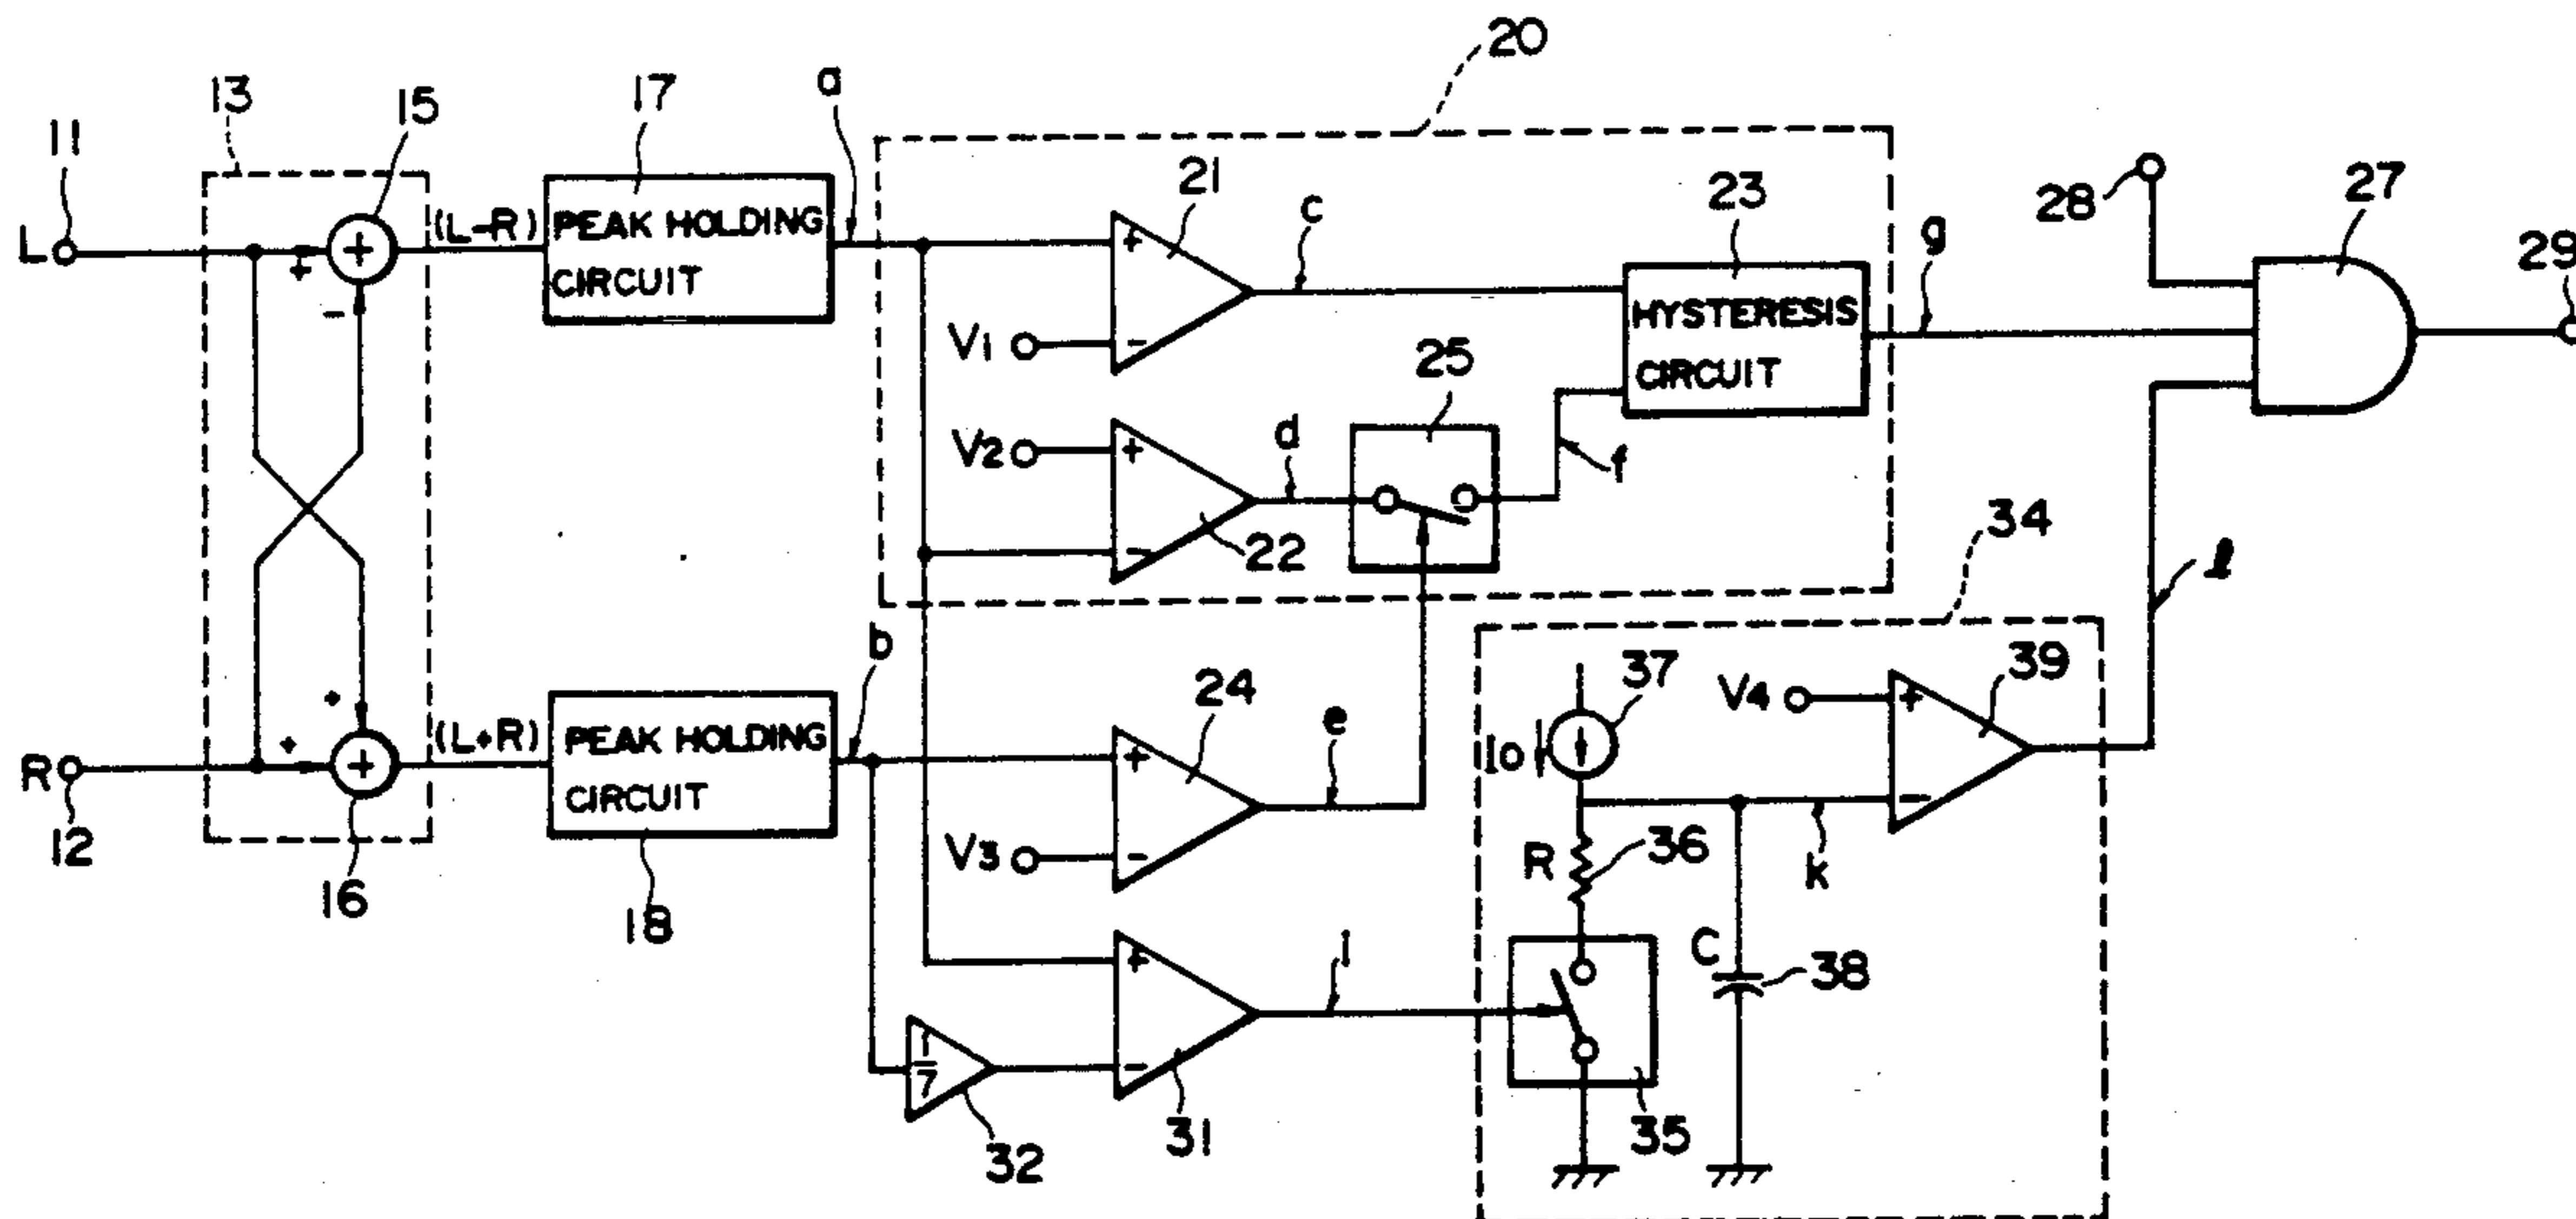 20
13
15
17
a
11
21
c
23
28
27
L
+
+
(L-R)
PEAK HOLDING
CIRCUIT
+
g
29
-
V1
-
25
HYSTERESIS
CIRCUIT
V2
+
d
f
-
22
34
l
b
24
37
39
+
(L+R)
PEAK HOLDING
CIRCUIT
+
e
V4
+
R
+
+
I0
12
V3
-
R
36
k
-
16
18
+
C
38
1
7
-
32
31
35